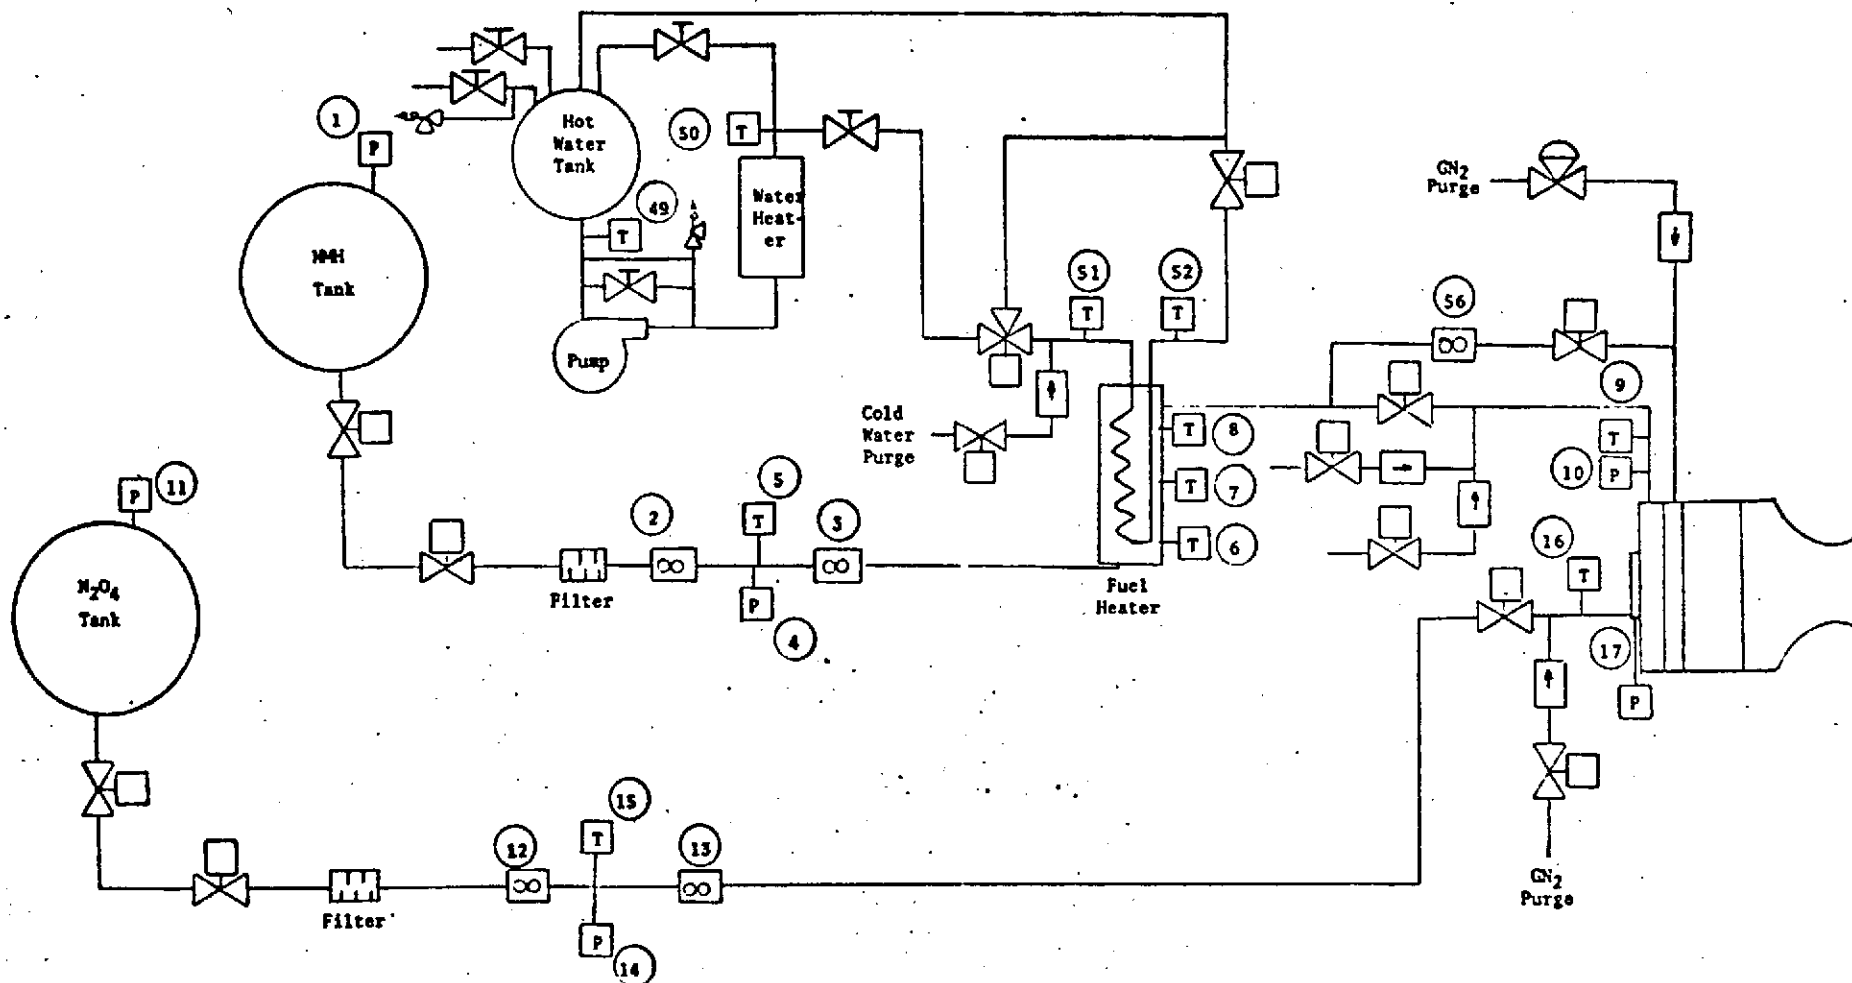 Hot
Water
Tank
1
P
50
T
49
T
Water
Heat-
er
GN2
Purge
MMH
Tank
51
T
52
T
56
Pump
9
Cold
Water
Purge
T
8
T
10
P
T
7
11
P
5
T
2
3
T
6
16
T
Filter
P
4
Fuel
Heater
N2O4
Tank
17
P
15
T
12
13
GN2
Purge
Filter
P
14